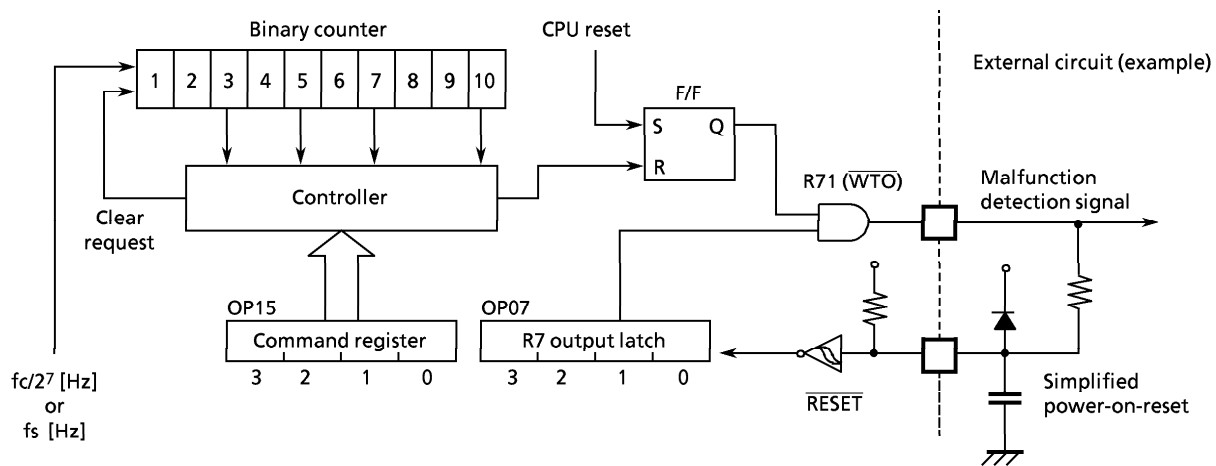 Binary counter
CPU reset
External circuit (example)
1 2 3 4 5 6 7 8 9 10
F/F
S Q
R
R71 (W̅T̅O̅)
Malfunction
detection signal
Controller
Clear
request
OP15
OP07
Command register
R7 output latch
3 2 1 0
3 2 1 0
R̅E̅S̅E̅T̅
Simplified
power-on-reset
fc/2⁷ [Hz]
or
fs [Hz]